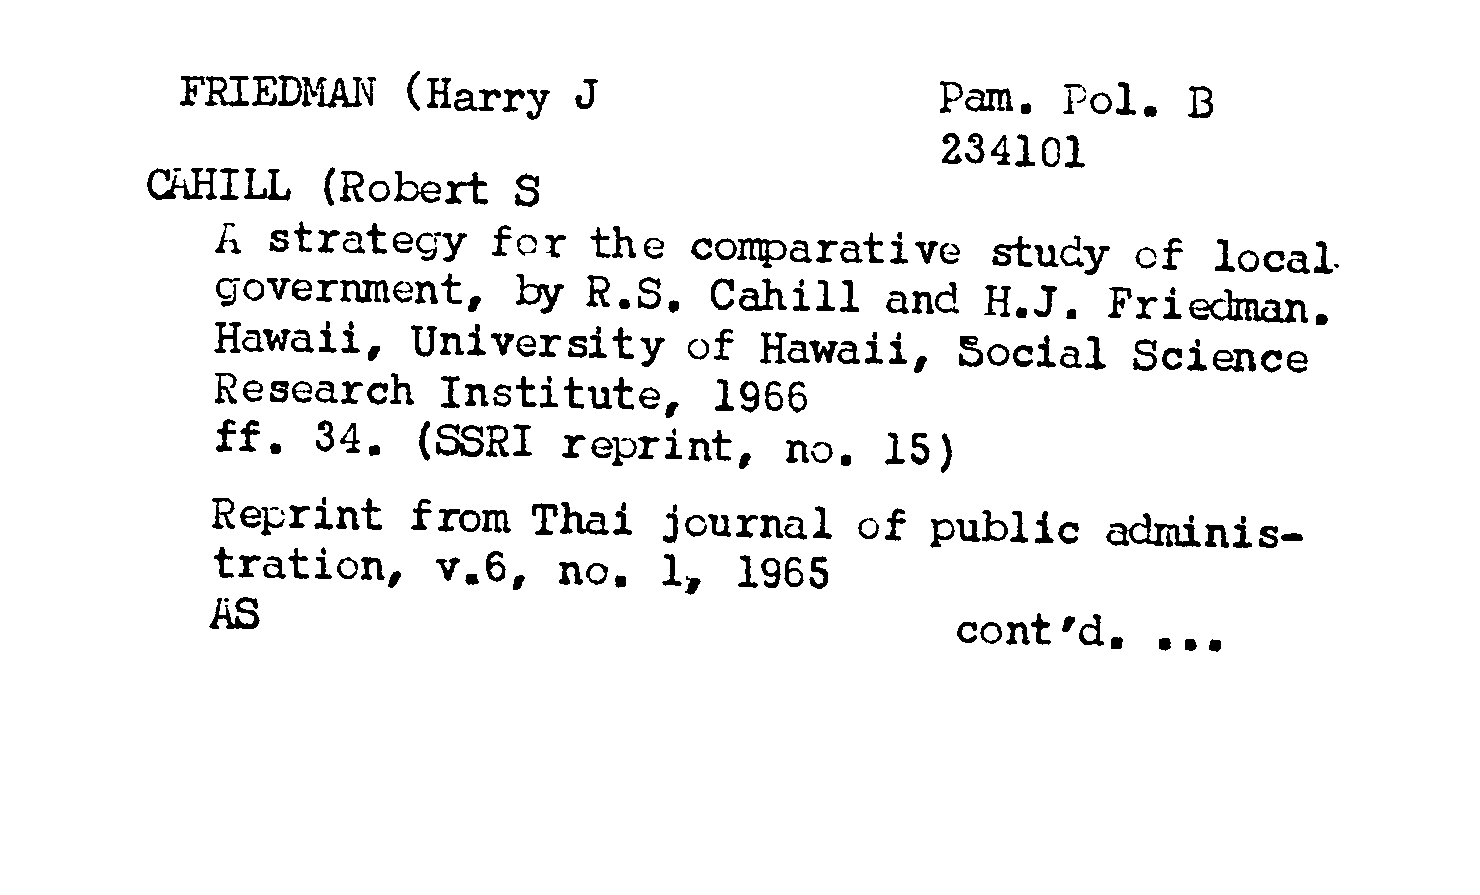 FRIEDMAN (Harry J
Pam. Pol. B
234101
CAHILL (Robert S
A strategy for the comparative study of local
government, by R.S. Cahill and H.J. Friedman.
Hawaii, University of Hawaii, Social Science
Research Institute, 1966
ff. 34. (SSRI reprint, no. 15)
Reprint from Thai journal of public adminis-
tration, v.6, no. 1, 1965
AS
cont'd. ...